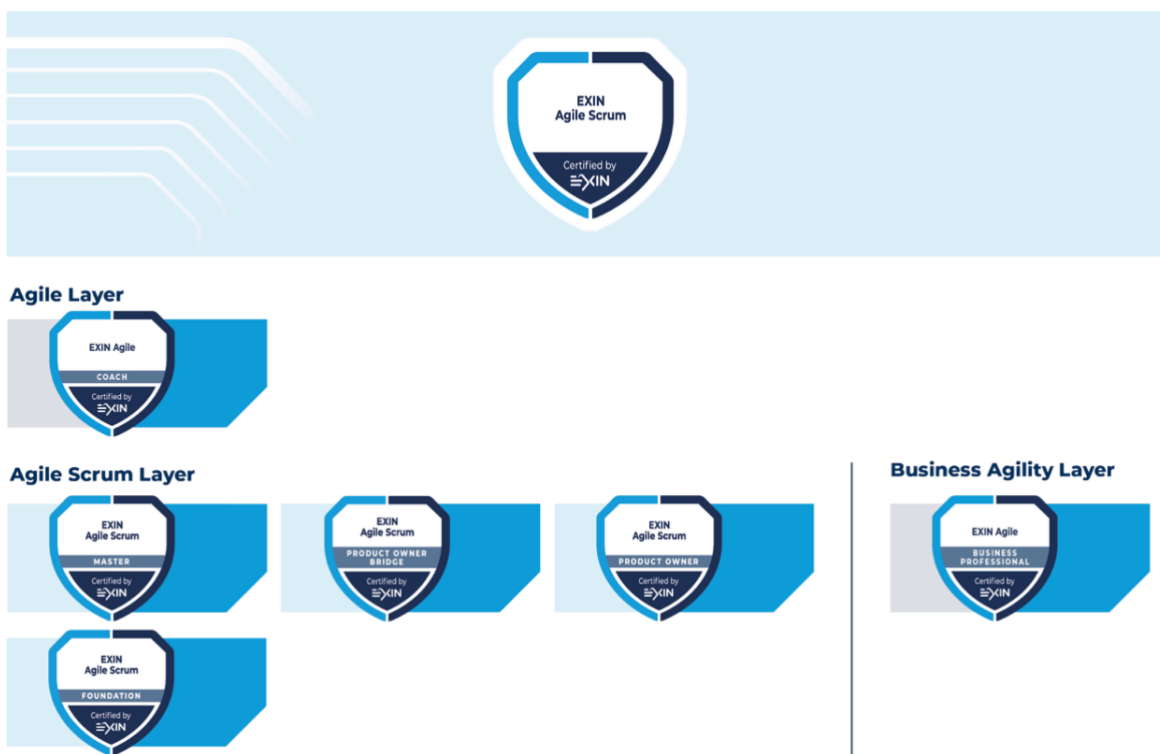 EXIN
Agile Scrum
Certified by
EXIN
Agile Layer
EXIN Agile
COACH
Certified by
EXIN
Agile Scrum Layer
EXIN
Agile Scrum
MASTER
Certified by
EXIN
EXIN
Agile Scrum
PRODUCT OWNER
BRIDGE
Certified by
EXIN
EXIN
Agile Scrum
PRODUCT OWNER
Certified by
EXIN
Business Agility Layer
EXIN Agile
BUSINESS
PROFESSIONAL
Certified by
EXIN
EXIN
Agile Scrum
FOUNDATION
Certified by
EXIN